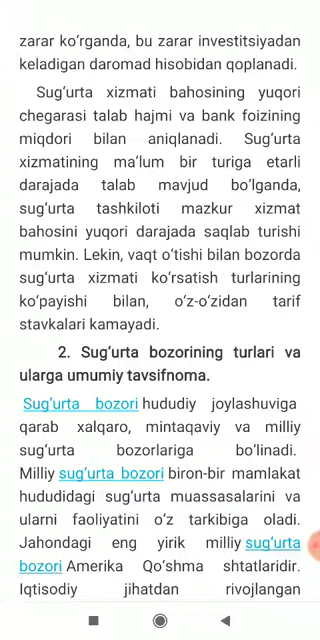 zarar ko‘rganda, bu zarar investitsiyadan
keladigan daromad hisobidan qoplanadi.
Sug‘urta xizmati bahosining yuqori
chegarasi talab hajmi va bank foizining
miqdori bilan aniqlanadi. Sug‘urta
xizmatining ma’lum bir turiga etarli
darajada talab mavjud bo‘lganda,
sug‘urta tashkiloti mazkur xizmat
bahosini yuqori darajada saqlab turishi
mumkin. Lekin, vaqt o‘tishi bilan bozorda
sug‘urta xizmati ko‘rsatish turlarining
ko‘payishi bilan, o‘z-o‘zidan tarif
stavkalari kamayadi.
2. Sug‘urta bozorining turlari va
ularga umumiy tavsifnoma.
Sug‘urta bozori hududiy joylashuviga
qarab xalqaro, mintaqaviy va milliy
sug‘urta bozorlariga bo‘linadi.
Milliy sug‘urta bozori biron-bir mamlakat
hududidagi sug‘urta muassasalarini va
ularni faoliyatini o‘z tarkibiga oladi.
Jahondagi eng yirik milliy sug‘urta
bozori Amerika Qo‘shma shtatlaridir.
Iqtisodiy jihatdan rivojlangan